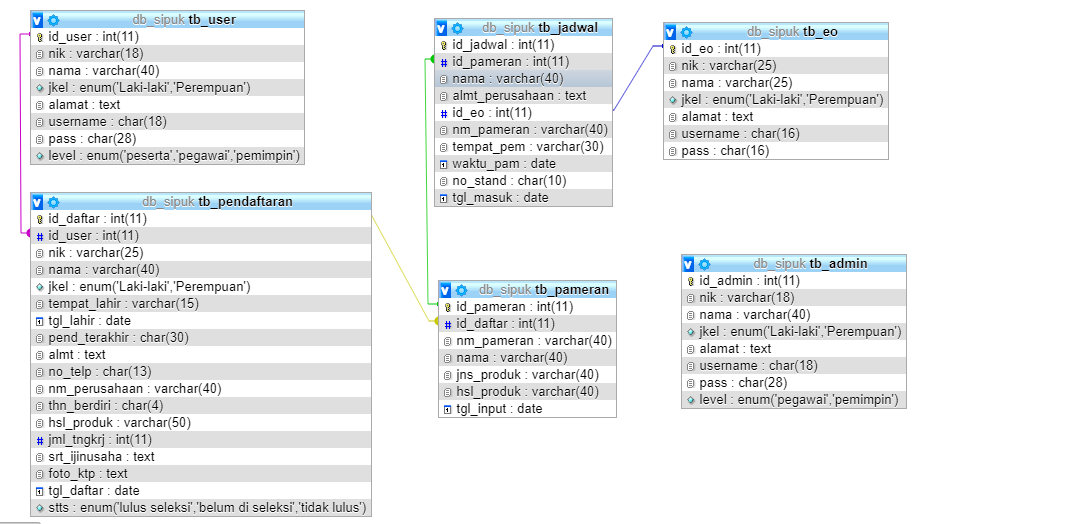 db_sipuk tb_user
id_user : int(11)
nik : varchar(18)
nama : varchar(40)
jkel : enum('Laki-laki','Perempuan')
alamat : text
username : char(18)
pass : char(28)
level : enum('peserta','pegawai','pemimpin')
db_sipuk tb_jadwal
id_jadwal : int(11)
id_pameran : int(11)
nama : varchar(40)
almt_perusahaan : text
id_eo : int(11)
nm_pameran : varchar(40)
tempat_pem : varchar(30)
waktu_pam : date
no_stand : char(10)
tgl_masuk : date
db_sipuk tb_eo
id_eo : int(11)
nik : varchar(25)
nama : varchar(25)
jkel : enum('Laki-laki','Perempuan')
alamat : text
username : char(16)
pass : char(16)
db_sipuk tb_pendaftaran
id_daftar : int(11)
id_user : int(11)
nik : varchar(25)
nama : varchar(40)
jkel : enum('Laki-laki','Perempuan')
tempat_lahir : varchar(15)
tgl_lahir : date
pend_terakhir : char(30)
almt : text
no_telp : char(13)
nm_perusahaan : varchar(40)
thn_berdiri : char(4)
hsl_produk : varchar(50)
jml_tngkrj : int(11)
srt_ijinusaha : text
foto_ktp : text
tgl_daftar : date
stts : enum('lulus seleksi','belum di seleksi','tidak lulus')
db_sipuk tb_pameran
id_pameran : int(11)
id_daftar : int(11)
nm_pameran : varchar(40)
nama : varchar(40)
jns_produk : varchar(40)
hsl_produk : varchar(40)
tgl_input : date
db_sipuk tb_admin
id_admin : int(11)
nik : varchar(18)
nama : varchar(40)
jkel : enum('Laki-laki','Perempuan')
alamat : text
username : char(18)
pass : char(28)
level : enum('pegawai','pemimpin')